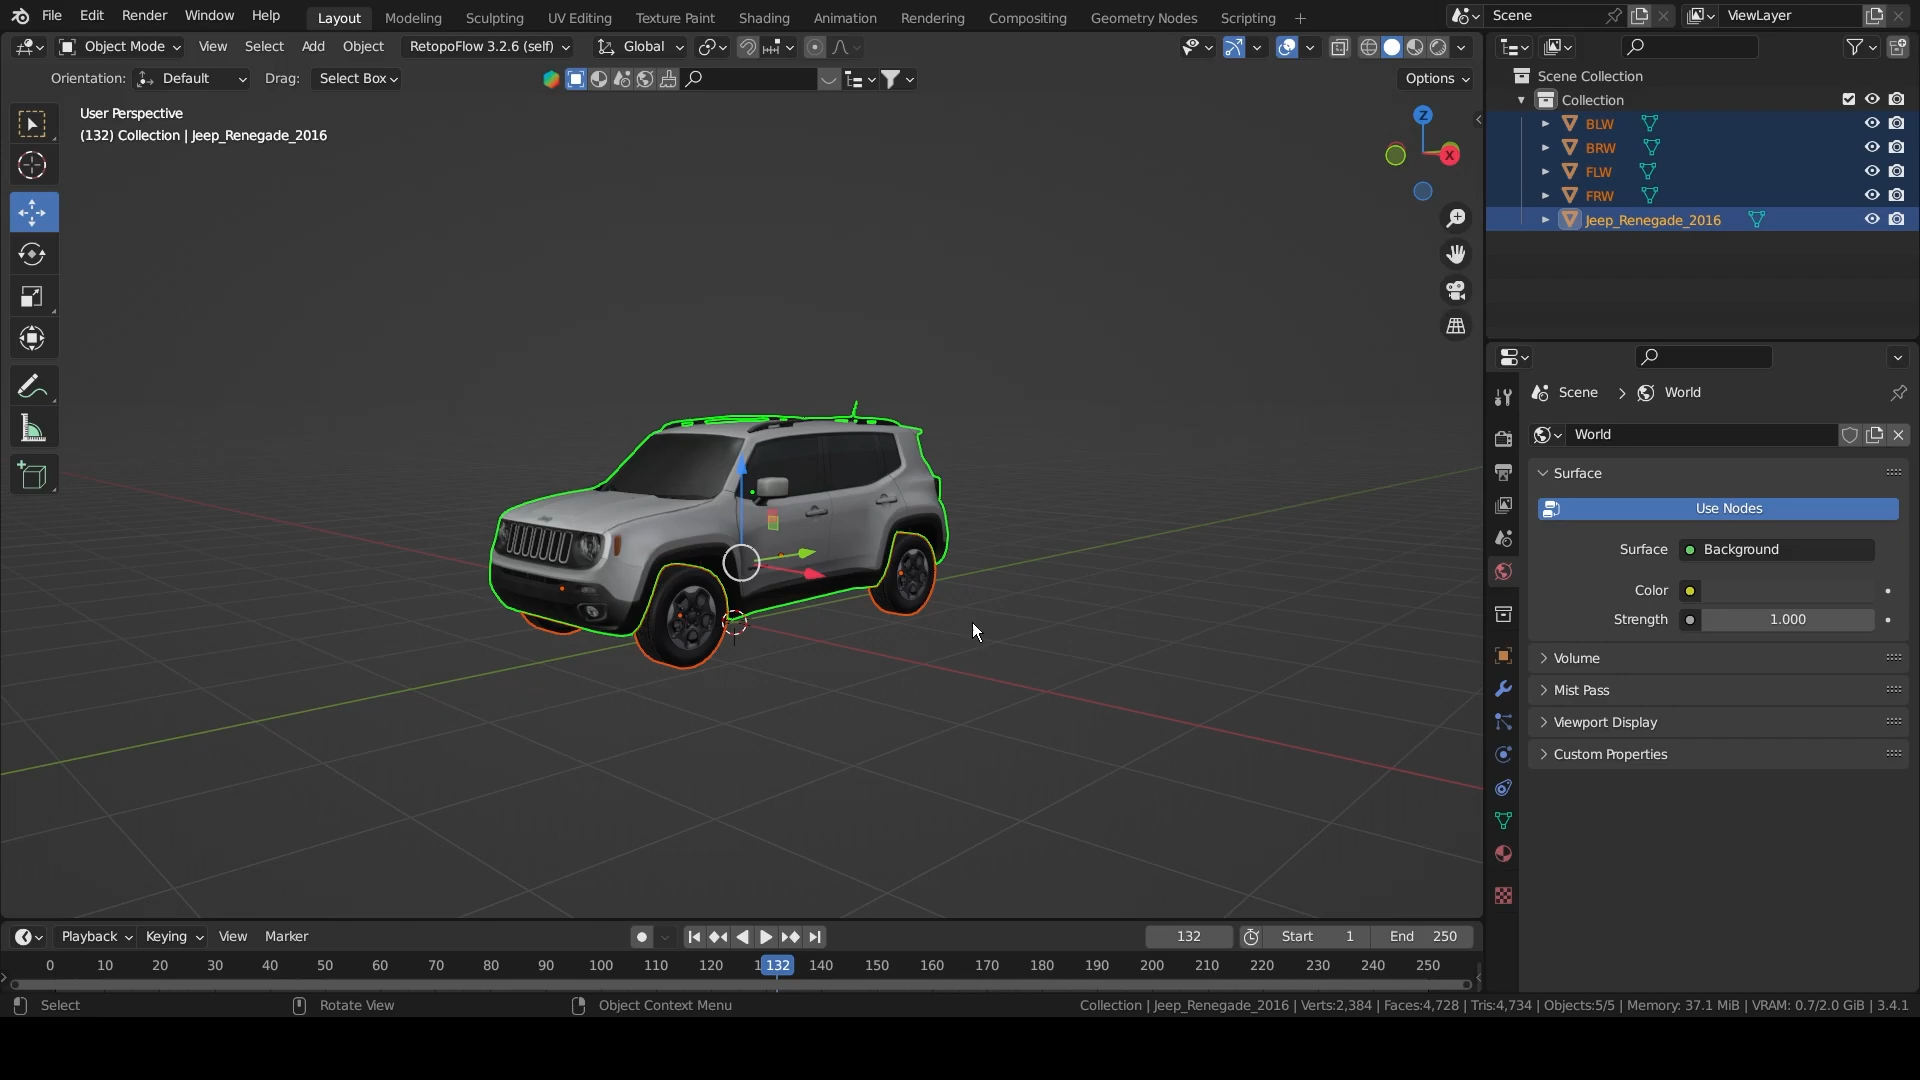 File Edit Render Window Help Layout Modeling Sculpting UV Editing Texture Paint Shading Animation Rendering Compositing Geometry Nodes Scripting + Scene ViewLayer
Object Mode View Select Add Object RetopoFlow 3.2.6 (self) Global
Orientation: Default Drag: Select Box Options
User Perspective
(132) Collection | Jeep_Renegade_2016
Z
X
Scene Collection
Collection
BLW
BRW
FLW
FRW
Jeep_Renegade_2016
Scene > World
World
Surface
Use Nodes
Surface Background
Color
Strength 1.000
Volume
Mist Pass
Viewport Display
Custom Properties
Playback Keying View Marker 132 Start 1 End 250
0 10 20 30 40 50 60 70 80 90 100 110 120 132 140 150 160 170 180 190 200 210 220 230 240 250
Select Rotate View Object Context Menu Collection | Jeep_Renegade_2016 | Verts:2,384 | Faces:4,728 | Tris:4,734 | Objects:5/5 | Memory: 37.1 MiB | VRAM: 0.7/2.0 GiB | 3.4.1